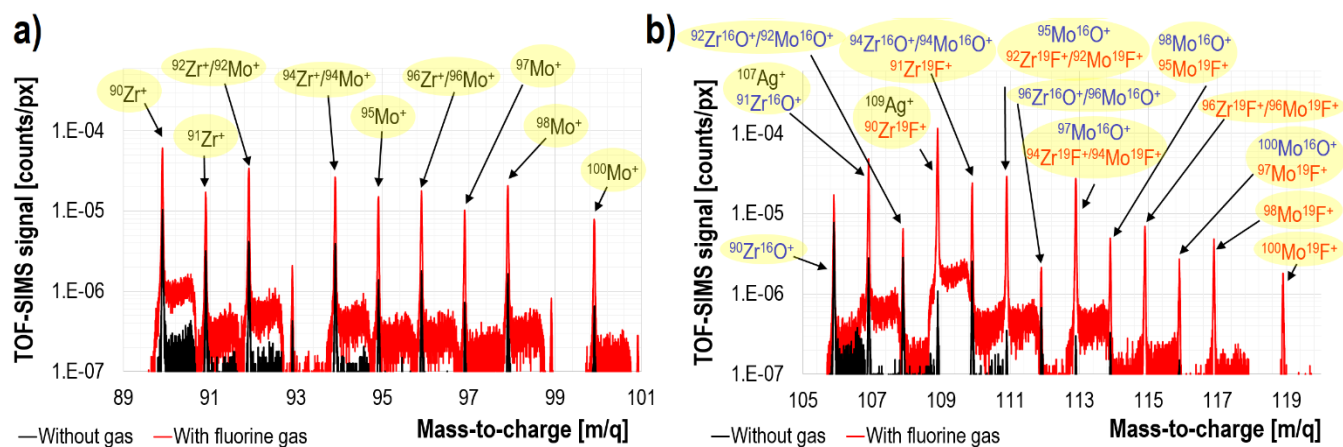 a)
TOF-SIMS signal [counts/px]
1.E-04
1.E-05
1.E-06
1.E-07
⁹⁰Zr⁺
⁹¹Zr⁺
⁹²Zr⁺/⁹²Mo⁺
⁹⁴Zr⁺/⁹⁴Mo⁺
⁹⁵Mo⁺
⁹⁶Zr⁺/⁹⁶Mo⁺
⁹⁷Mo⁺
⁹⁸Mo⁺
¹⁰⁰Mo⁺
89 91 93 95 97 99 101
Mass-to-charge [m/q]
Without gas With fluorine gas
b)
TOF-SIMS signal [counts/px]
1.E-04
1.E-05
1.E-06
1.E-07
⁹²Zr¹⁶O⁺/⁹²Mo¹⁶O⁺
¹⁰⁷Ag⁺
⁹¹Zr¹⁶O⁺
⁹⁰Zr¹⁶O⁺
⁹⁴Zr¹⁶O⁺/⁹⁴Mo¹⁶O⁺
⁹¹Zr¹⁹F⁺
¹⁰⁹Ag⁺
⁹⁰Zr¹⁹F⁺
⁹⁵Mo¹⁶O⁺
⁹²Zr¹⁹F⁺/⁹²Mo¹⁹F⁺
⁹⁶Zr¹⁶O⁺/⁹⁶Mo¹⁶O⁺
⁹⁷Mo¹⁶O⁺
⁹⁴Zr¹⁹F⁺/⁹⁴Mo¹⁹F⁺
⁹⁸Mo¹⁶O⁺
⁹⁵Mo¹⁹F⁺
⁹⁶Zr¹⁹F⁺/⁹⁶Mo¹⁹F⁺
¹⁰⁰Mo¹⁶O⁺
⁹⁷Mo¹⁹F⁺
⁹⁸Mo¹⁹F⁺
¹⁰⁰Mo¹⁹F⁺
105 107 109 111 113 115 117 119
Mass-to-charge [m/q]
Without gas With fluorine gas